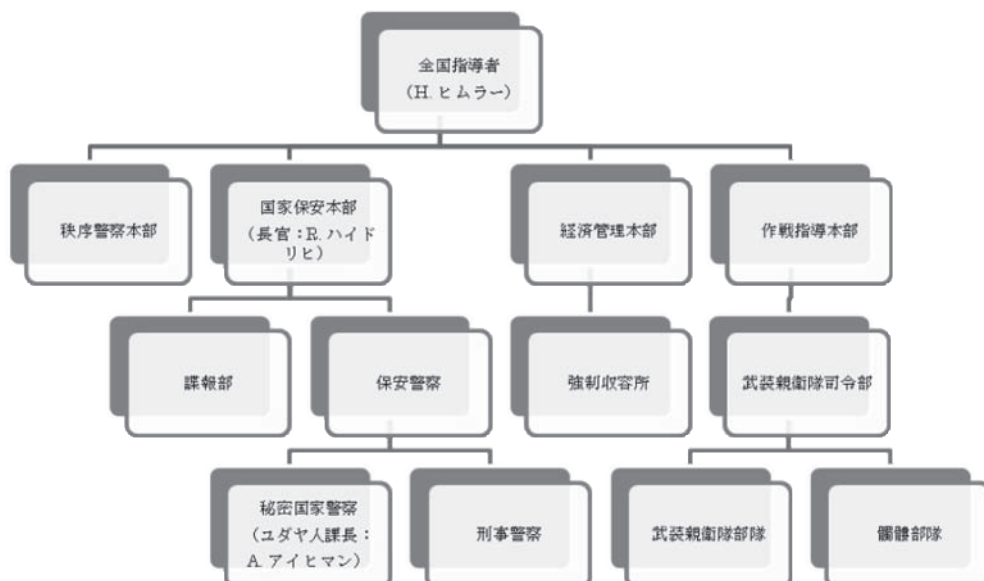 全国指導者
（H. ヒムラー）
秩序警察本部
国家保安本部
（長官：R. ハイド
リヒ）
経済管理本部
作戦指導本部
諜報部
保安警察
強制収容所
武装親衛隊司令部
秘密国家警察
（ユダヤ人課長：
A. アイヒマン）
刑事警察
武装親衛隊部隊
髑髏部隊